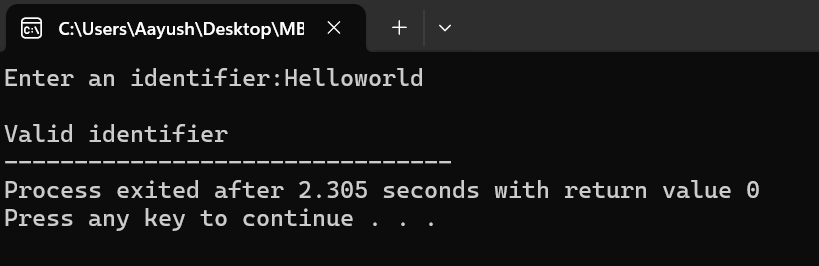 C:\Users\Aayush\Desktop\ME
Enter an identifier:Helloworld
Valid identifier
--------------------------------
Process exited after 2.305 seconds with return value 0
Press any key to continue . . .